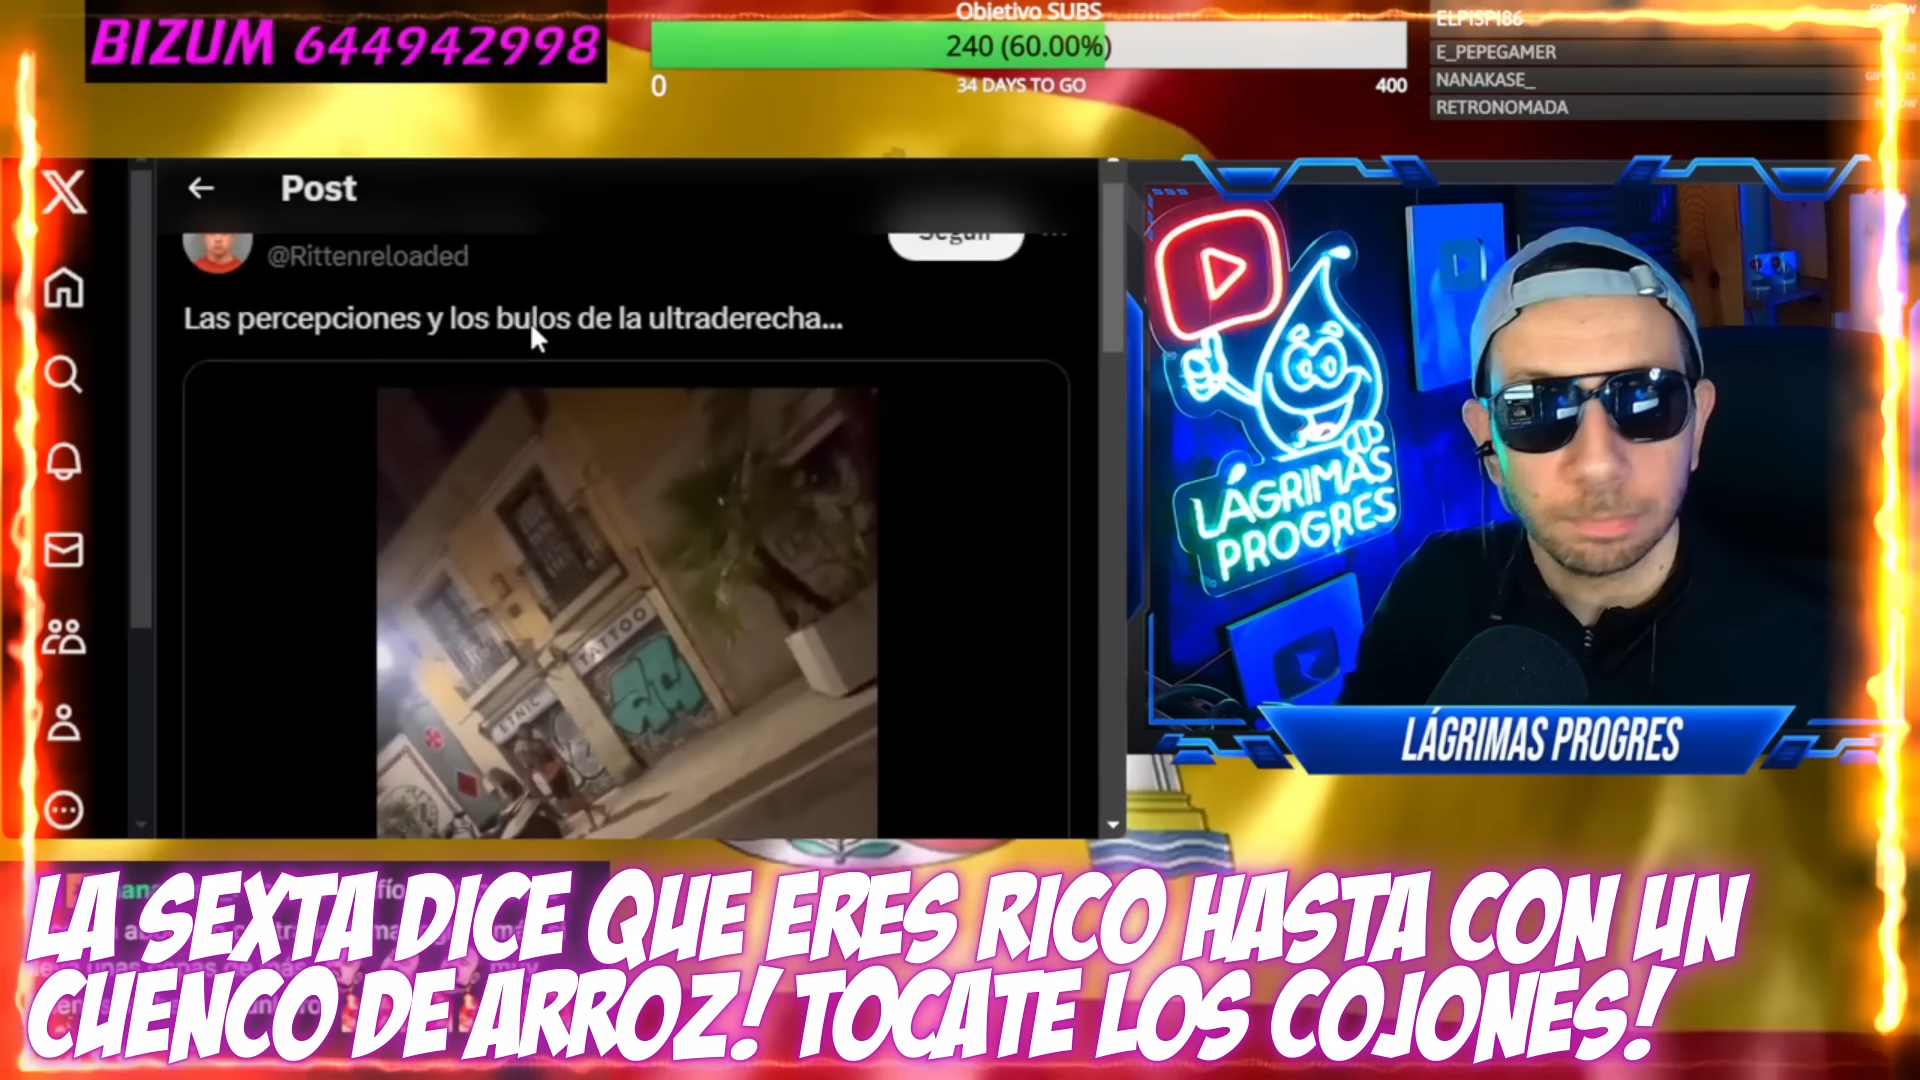 BIZUM 644942998
Objetivo SUBS
240 (60.00%)
0
34 DAYS TO GO
400
ELPISPI86
E_PEPEGAMER
NANAKASE_
RETRONOMADA
Post
Seguir
@Rittenreloaded
Las percepciones y los bulos de la ultraderecha...
TATTOO
ETNIC
LÁGRIMAS
PROGRES
LÁGRIMAS PROGRES
LA SEXTA DICE QUE ERES RICO HASTA CON UN
CUENCO DE ARROZ! TOCATE LOS COJONES!